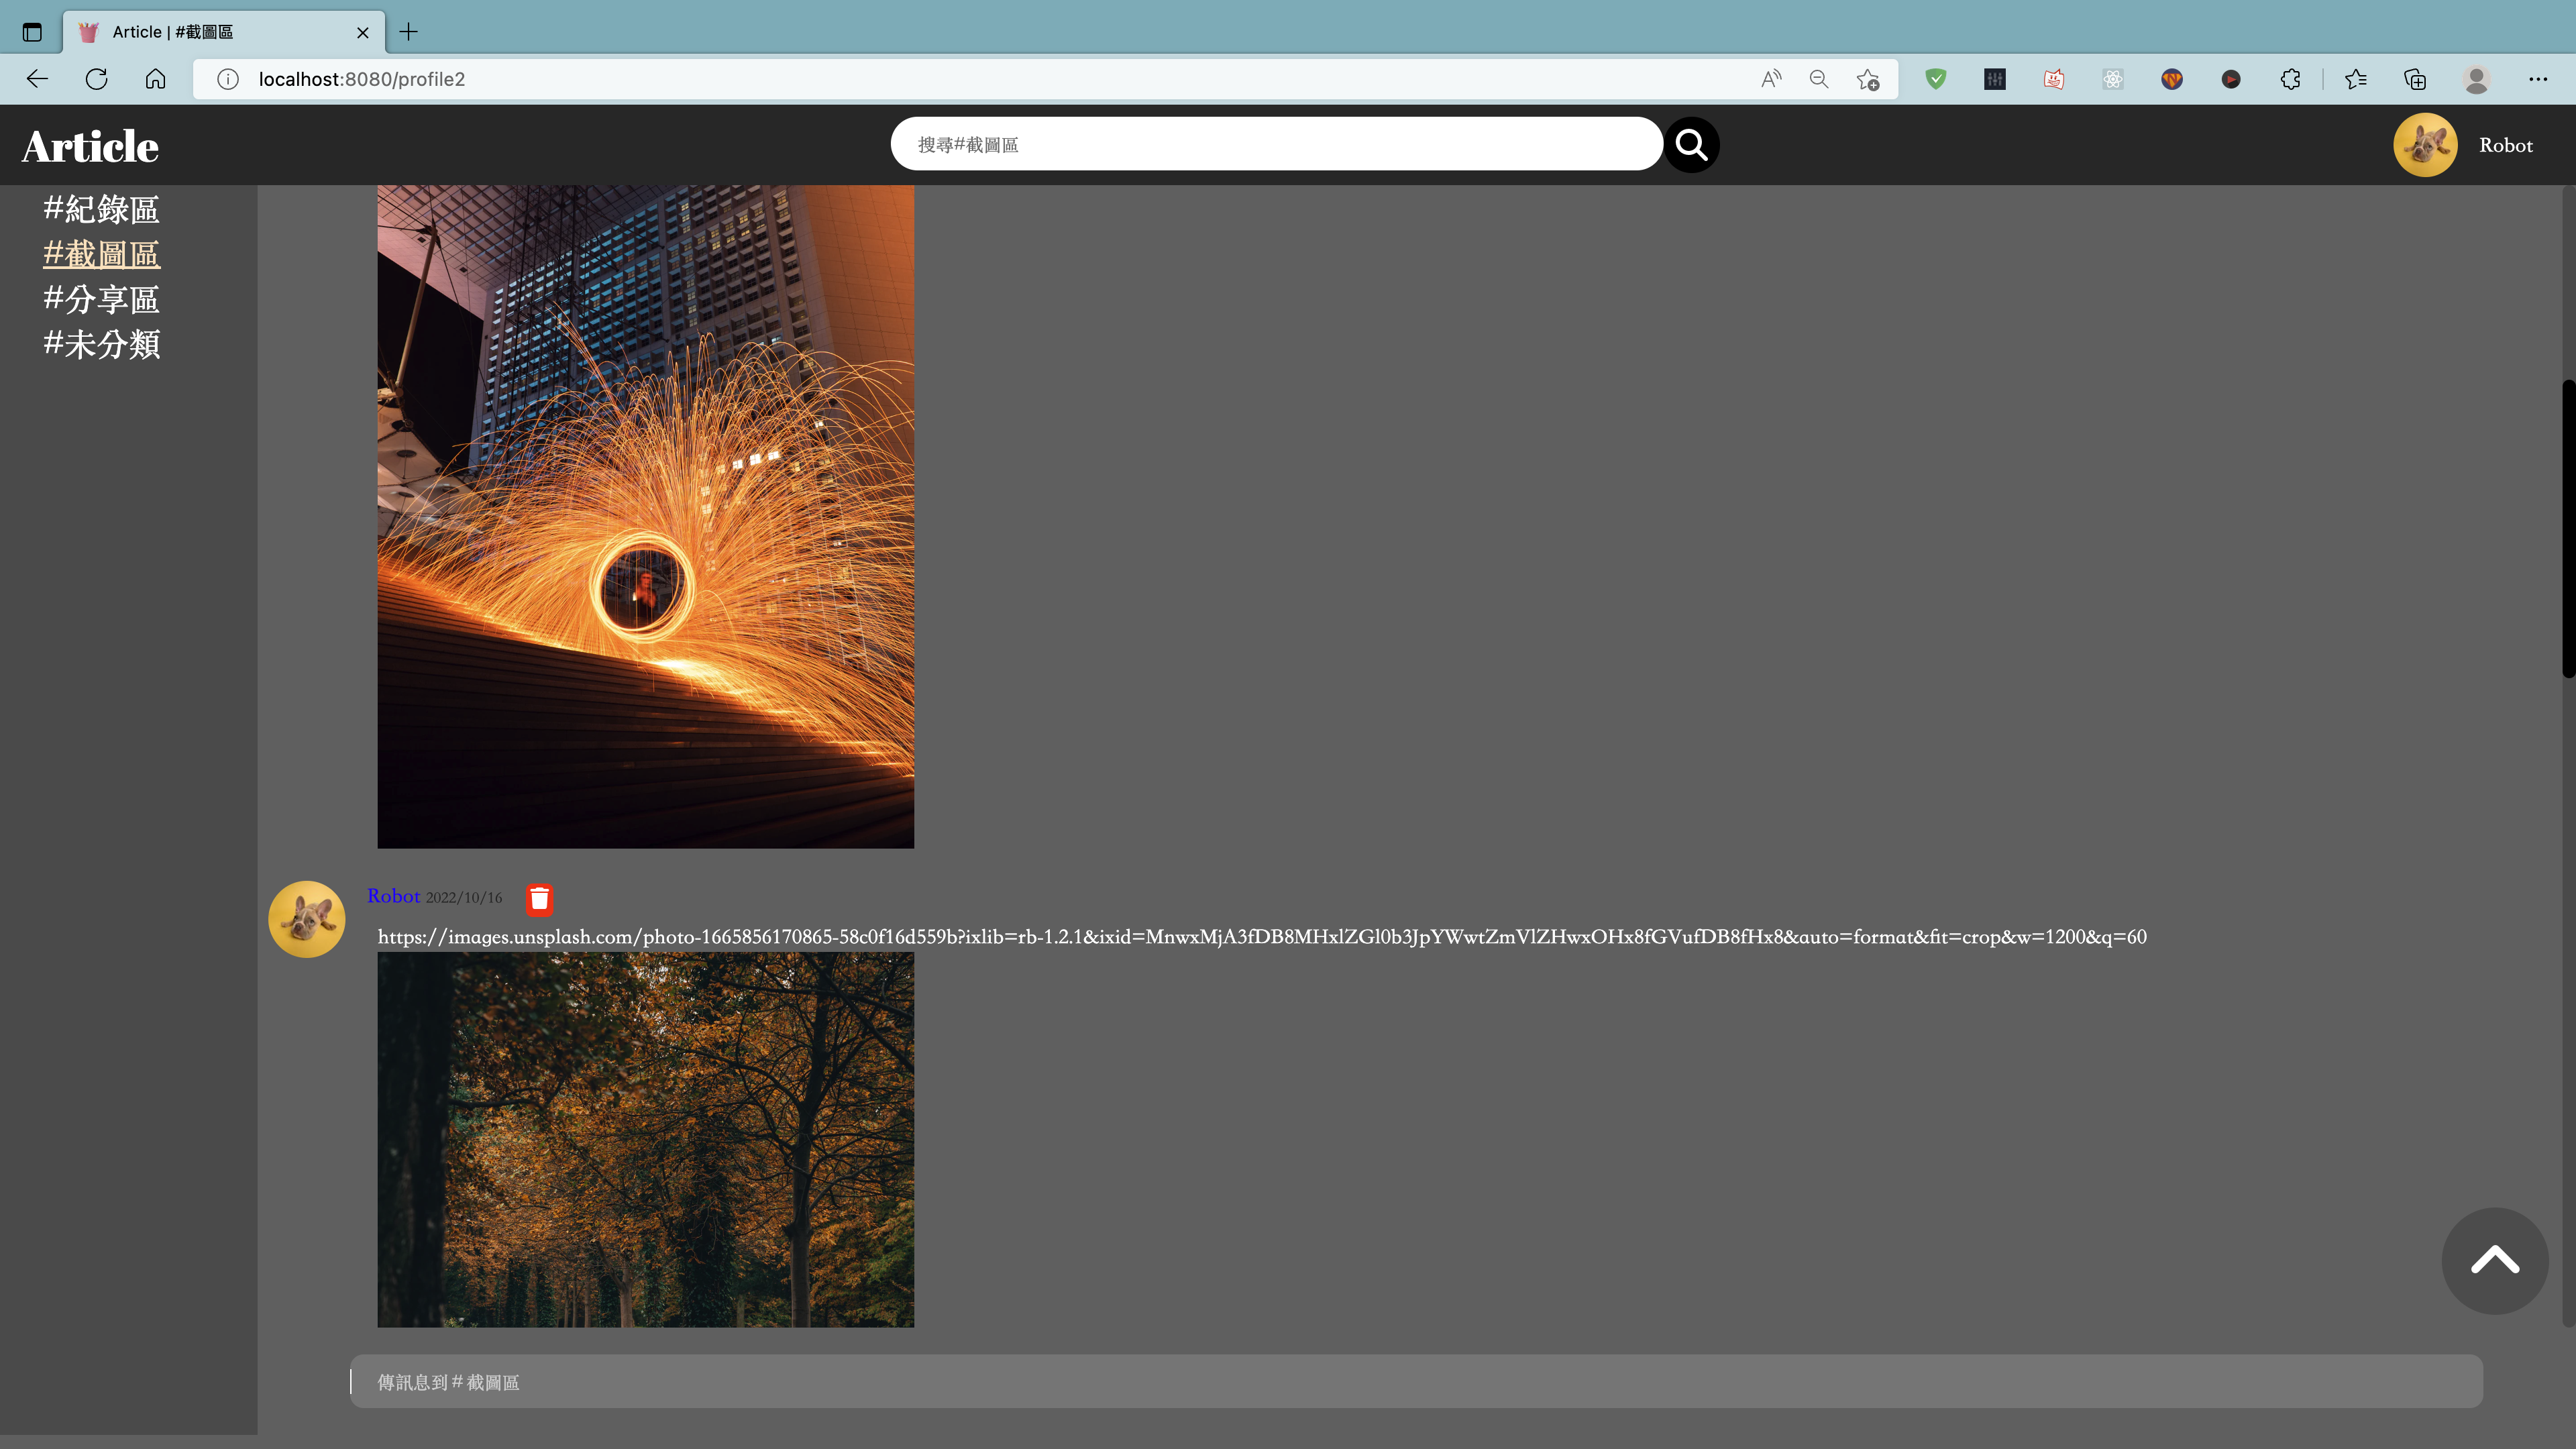 Article | #截圖區
localhost:8080/profile2
Article
搜尋#截圖區
Robot
#紀錄區
#截圖區
#分享區
#未分類
Robot 2022/10/16
https://images.unsplash.com/photo-1665856170865-58c0f16d559b?ixlib=rb-1.2.1&ixid=MnwxMjA3fDB8MHxlZGl0b3JpYWwtZmVlZHwxOHx8fGVufDB8fHx8&auto=format&fit=crop&w=1200&q=60
傳訊息到＃截圖區